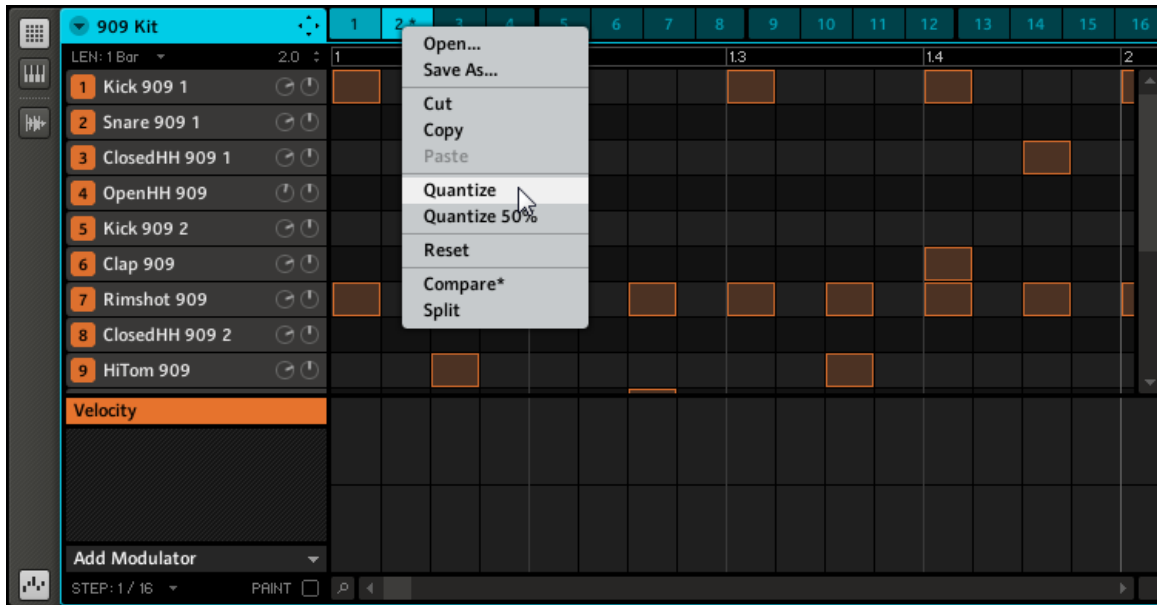 909 Kit 1 2* 3 4 5 6 7 8 9 10 11 12 13 14 15 16
LEN: 1 Bar 2.0 1 1.3 1.4 2
1 Kick 909 1
2 Snare 909 1
3 ClosedHH 909 1
4 OpenHH 909
5 Kick 909 2
6 Clap 909
7 Rimshot 909
8 ClosedHH 909 2
9 HiTom 909
Open...
Save As...
Cut
Copy
Paste
Quantize
Quantize 50%
Reset
Compare*
Split
Velocity
Add Modulator
STEP: 1 / 16 PAINT